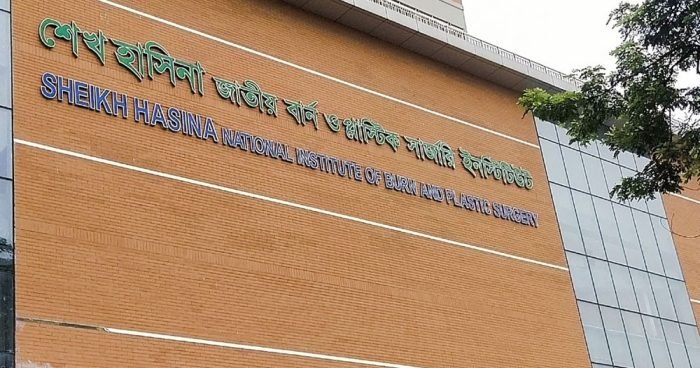 শেখ হাসিনা জাতীয় বার্ন ও প্লাস্টিক সার্জারি ইনস্টিটিউট
SHEIKH HASINA NATIONAL INSTITUTE OF BURN AND PLASTIC SURGERY